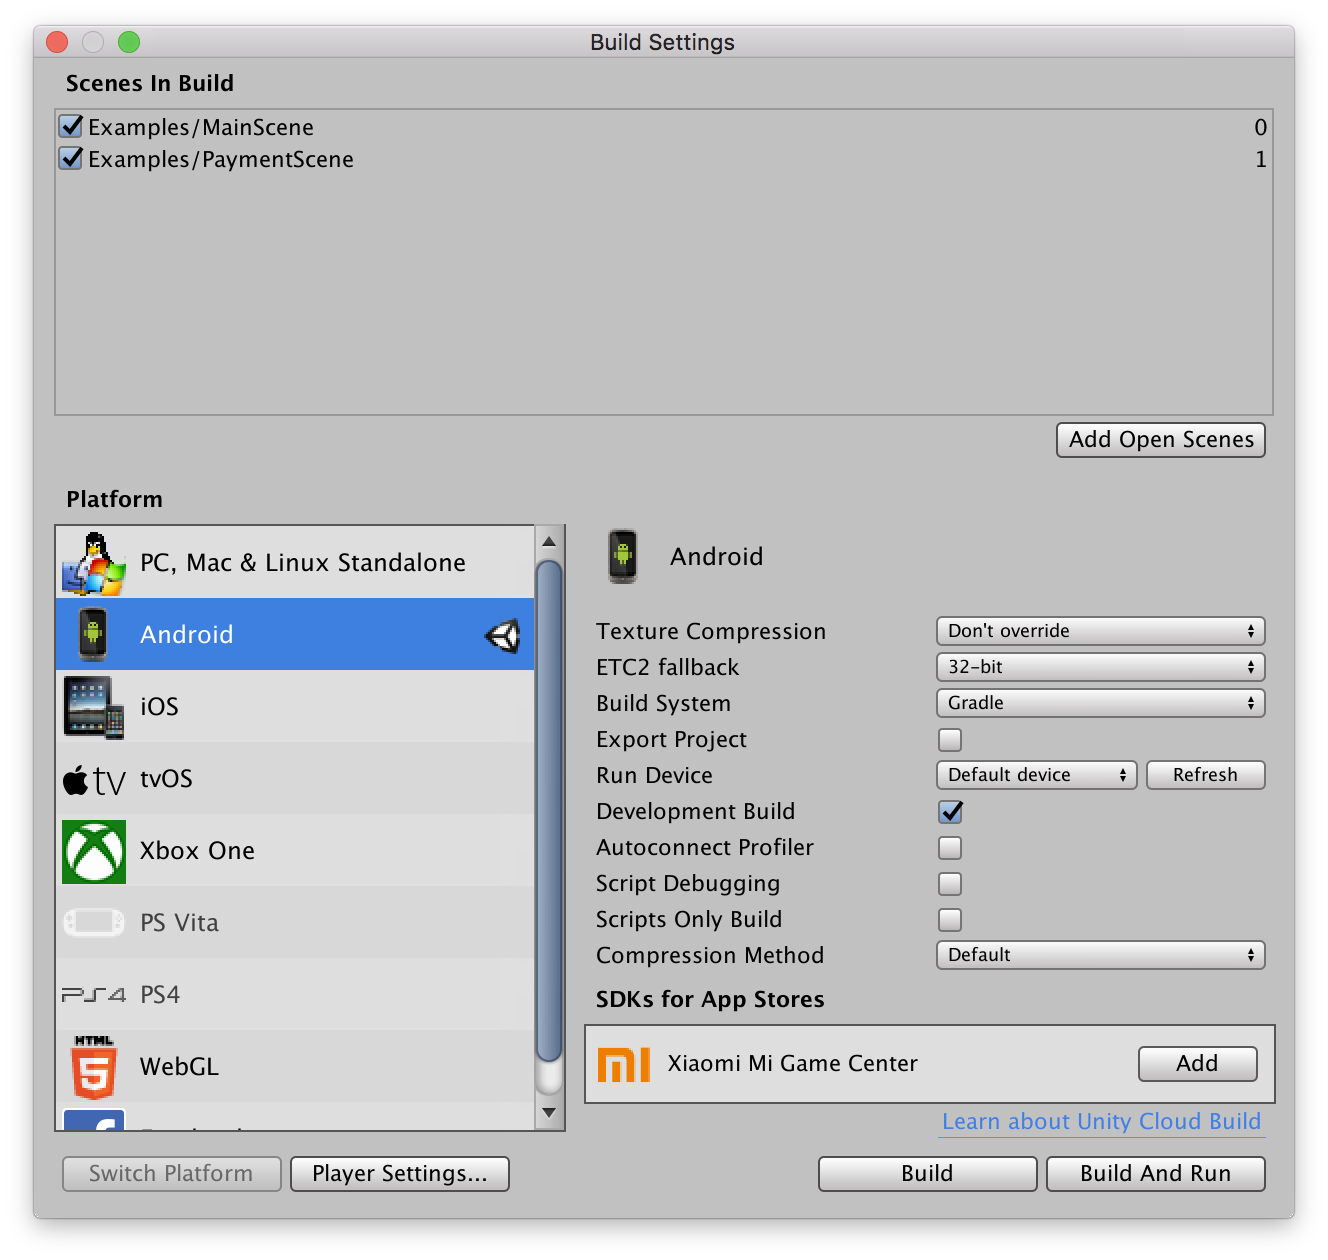 Build Settings
Scenes In Build
Examples/MainScene 0
Examples/PaymentScene 1
Add Open Scenes
Platform
PC, Mac & Linux Standalone
Android
iOS
tv tvOS
Xbox One
PS Vita
PS4 PS4
HTML
5 WebGL
Android
Texture Compression Don't override
ETC2 fallback 32-bit
Build System Gradle
Export Project
Run Device Default device Refresh
Development Build
Autoconnect Profiler
Script Debugging
Scripts Only Build
Compression Method Default
SDKs for App Stores
MI Xiaomi Mi Game Center Add
Learn about Unity Cloud Build
Switch Platform Player Settings... Build Build And Run